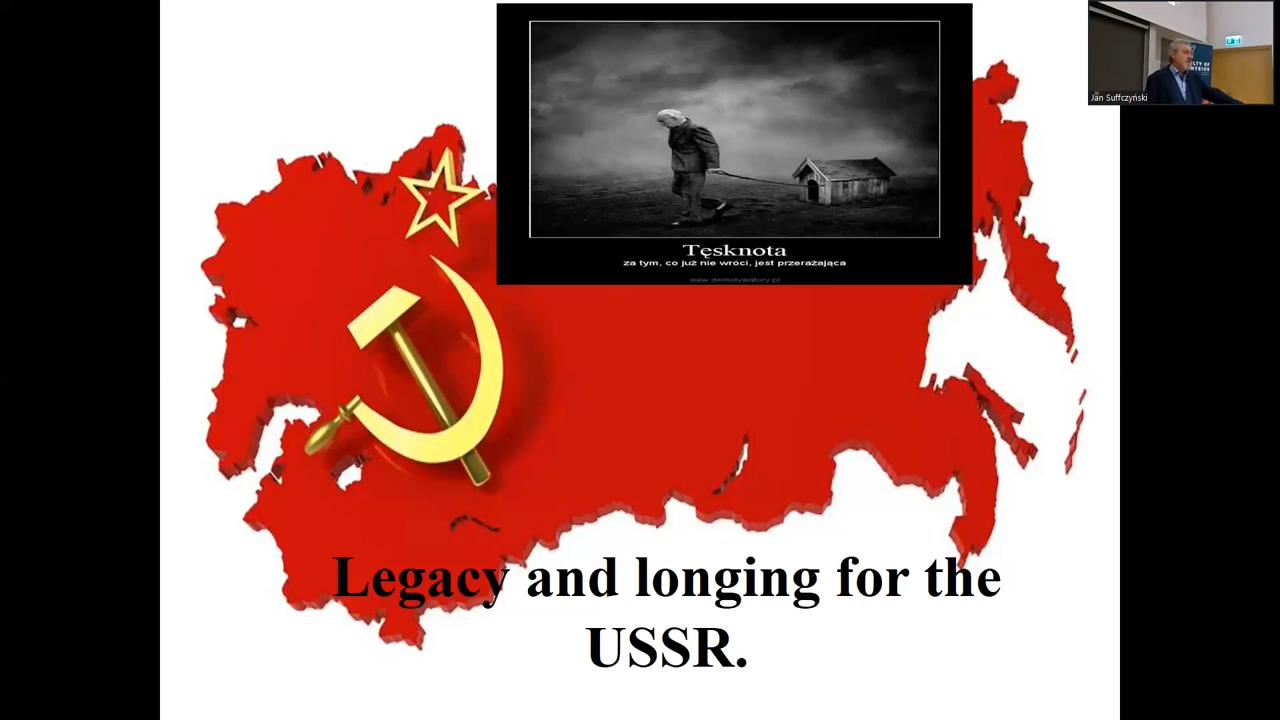 Tęsknota
za tym, co już nie wróci, jest przerażająca
www.demotywatory.pl
Jan Suffczyński
Legacy and longing for the
USSR.